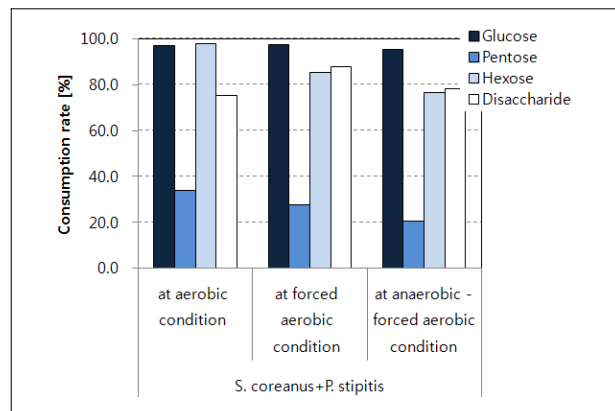 100.0
80.0
60.0
40.0
20.0
0.0
Consumption rate [%]
Glucose
Pentose
Hexose
Disaccharide
at aerobic
condition
at forced
aerobic
condition
at anaerobic -
forced aerobic
condition
S. coreanus+P. stipitis